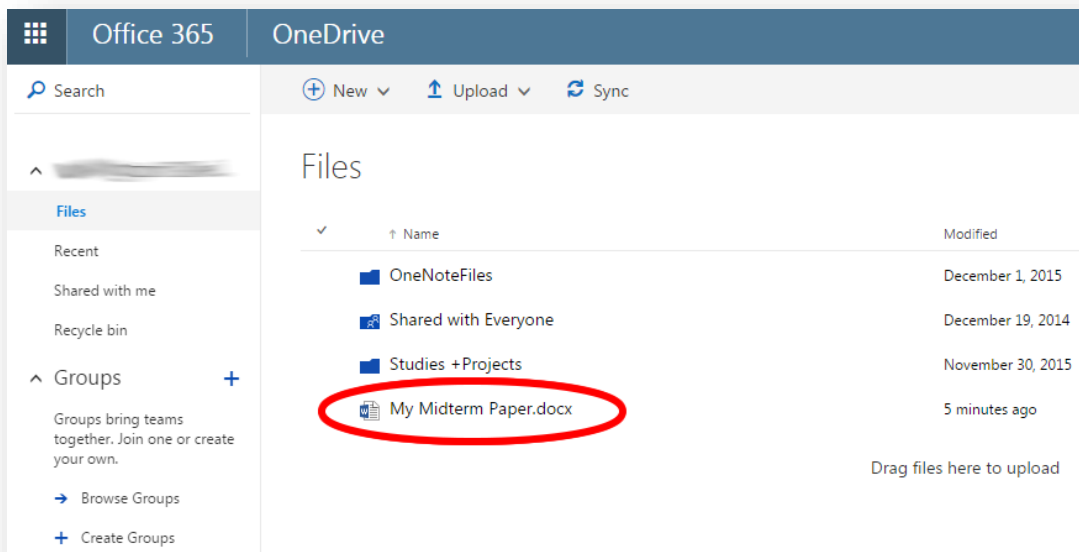 Office 365 OneDrive
Search
New Upload Sync
Files
Files
Recent
Shared with me
Recycle bin
Groups
Groups bring teams
together. Join one or create
your own.
Browse Groups
Create Groups
Name Modified
OneNoteFiles December 1, 2015
Shared with Everyone December 19, 2014
Studies +Projects November 30, 2015
My Midterm Paper.docx 5 minutes ago
Drag files here to upload